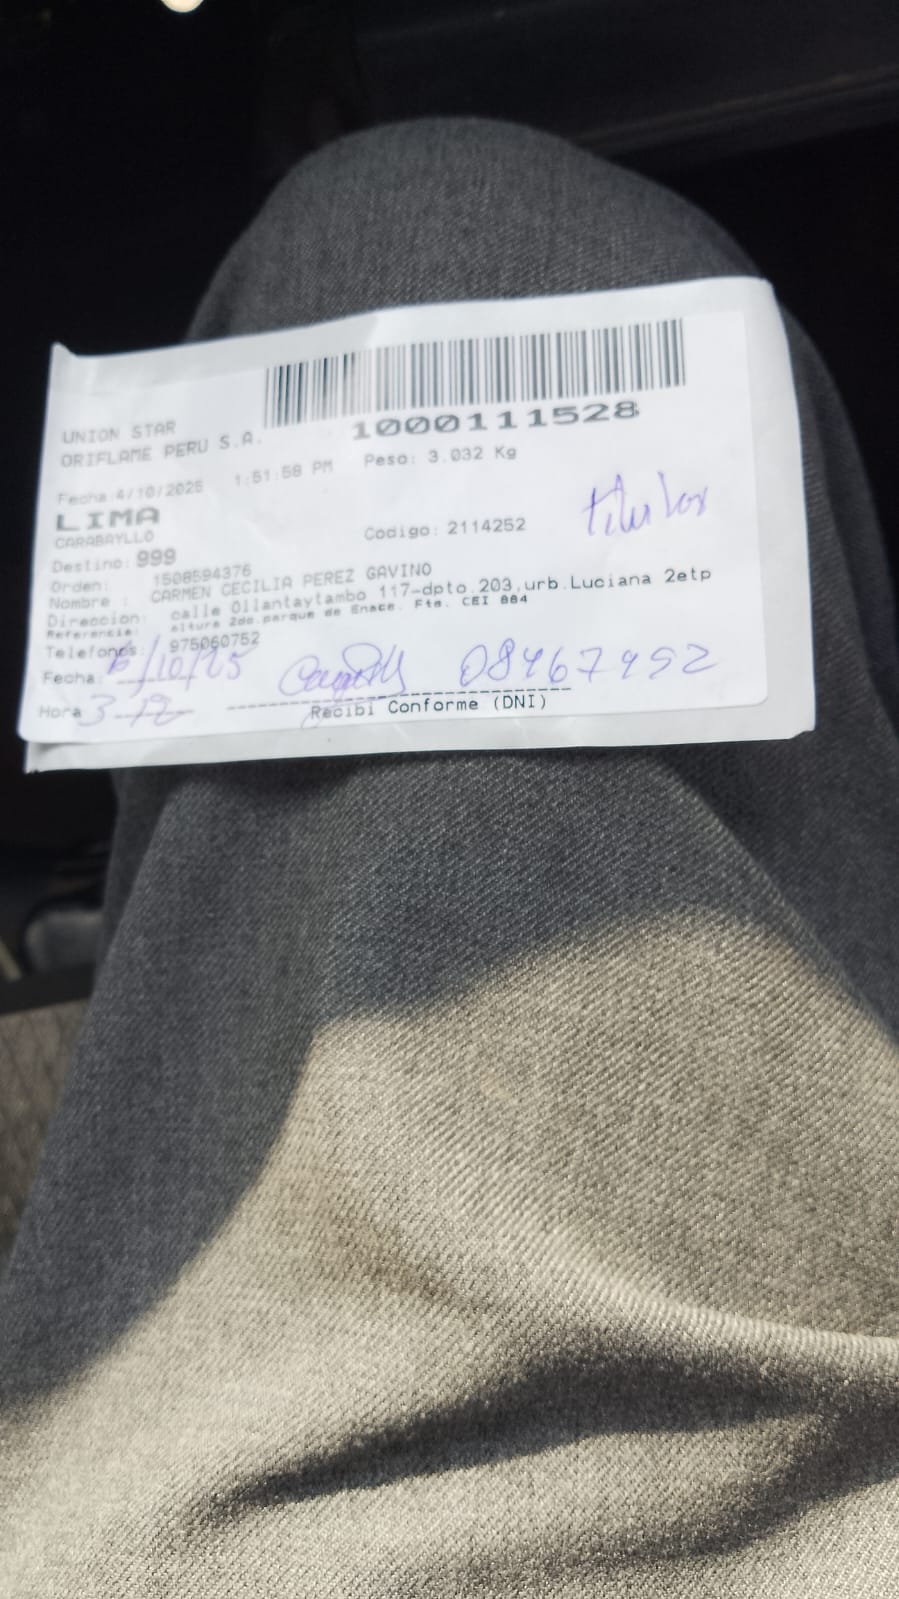 1000111528
UNION STAR
ORIFLAME PERU S.A.
Peso: 3.032 Kg
Fecha:4/10/2025 1:51:58 PM
LIMA
CARABAYLLO
Codigo: 2114252
titular
Destino: 999
Orden: 1508594376
Nombre : CARMEN CECILIA PEREZ GAVINO
Direccion: calle Ollantaytambo 117-dpto.203,urb.Luciana 2etp
Referencia: altura 2do.parque de Enace. Fte. CEI 884
Telefonos: 975060752
Fecha: 6/10/25
08467452
Hora 3-12
Recibi Conforme (DNI)